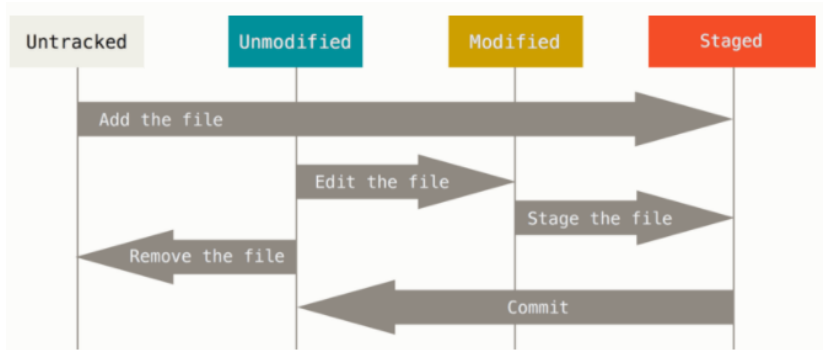 Untracked
Unmodified
Modified
Staged
Add the file
Edit the file
Stage the file
Remove the file
Commit